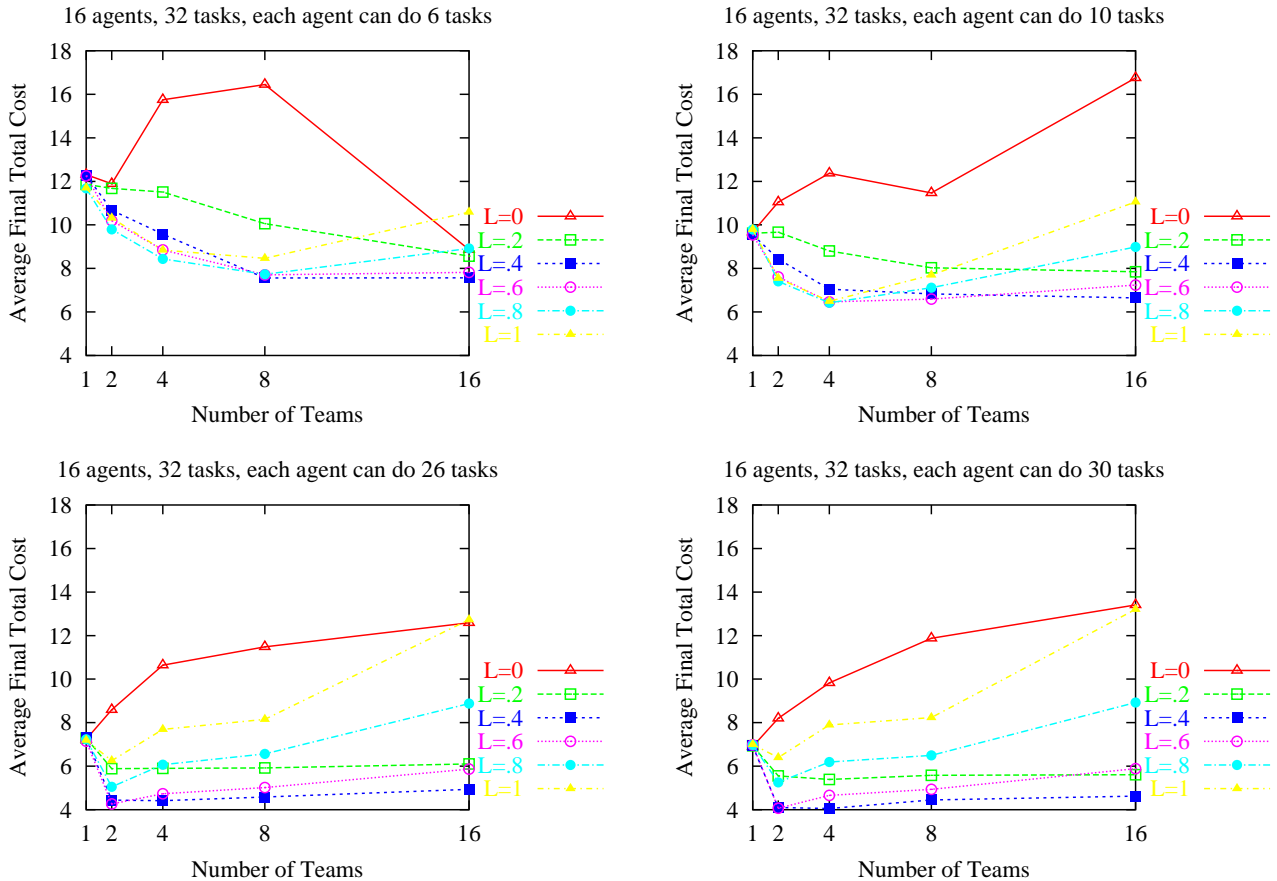 16 agents, 32 tasks, each agent can do 6 tasks
Average Final Total Cost
18
16
14
12
10
8
6
4
1 2 4 8 16
Number of Teams
L=0
L=.2
L=.4
L=.6
L=.8
L=1
16 agents, 32 tasks, each agent can do 10 tasks
Average Final Total Cost
18
16
14
12
10
8
6
4
1 2 4 8 16
Number of Teams
L=0
L=.2
L=.4
L=.6
L=.8
L=1
16 agents, 32 tasks, each agent can do 26 tasks
Average Final Total Cost
18
16
14
12
10
8
6
4
1 2 4 8 16
Number of Teams
L=0
L=.2
L=.4
L=.6
L=.8
L=1
16 agents, 32 tasks, each agent can do 30 tasks
Average Final Total Cost
18
16
14
12
10
8
6
4
1 2 4 8 16
Number of Teams
L=0
L=.2
L=.4
L=.6
L=.8
L=1